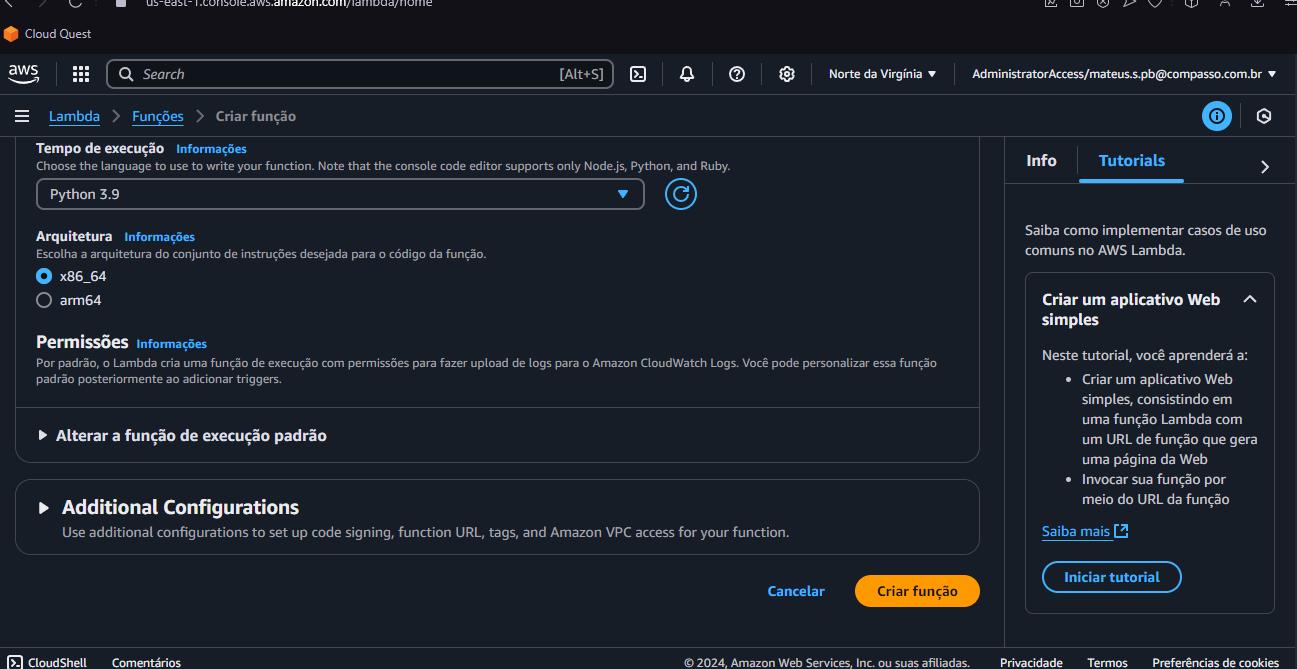 us-east-1.console.aws.amazon.com/lambda/home
Cloud Quest
aws
Search
[Alt+S]
Norte da Virgínia
AdministratorAccess/mateus.s.pb@compasso.com.br
Lambda
Funções
Criar função
Tempo de execução Informações
Choose the language to use to write your function. Note that the console code editor supports only Node.js, Python, and Ruby.
Python 3.9
Arquitetura Informações
Escolha a arquitetura do conjunto de instruções desejada para o código da função.
x86_64
arm64
Permissões Informações
Por padrão, o Lambda cria uma função de execução com permissões para fazer upload de logs para o Amazon CloudWatch Logs. Você pode personalizar essa função
padrão posteriormente ao adicionar triggers.
Alterar a função de execução padrão
Additional Configurations
Use additional configurations to set up code signing, function URL, tags, and Amazon VPC access for your function.
Cancelar
Criar função
Info
Tutorials
Saiba como implementar casos de uso
comuns no AWS Lambda.
Criar um aplicativo Web
simples
Neste tutorial, você aprenderá a:
• Criar um aplicativo Web
simples, consistindo em
uma função Lambda com
um URL de função que gera
uma página da Web
• Invocar sua função por
meio do URL da função
Saiba mais
Iniciar tutorial
CloudShell
Comentários
© 2024, Amazon Web Services, Inc. ou suas afiliadas.
Privacidade
Termos
Preferências de cookies